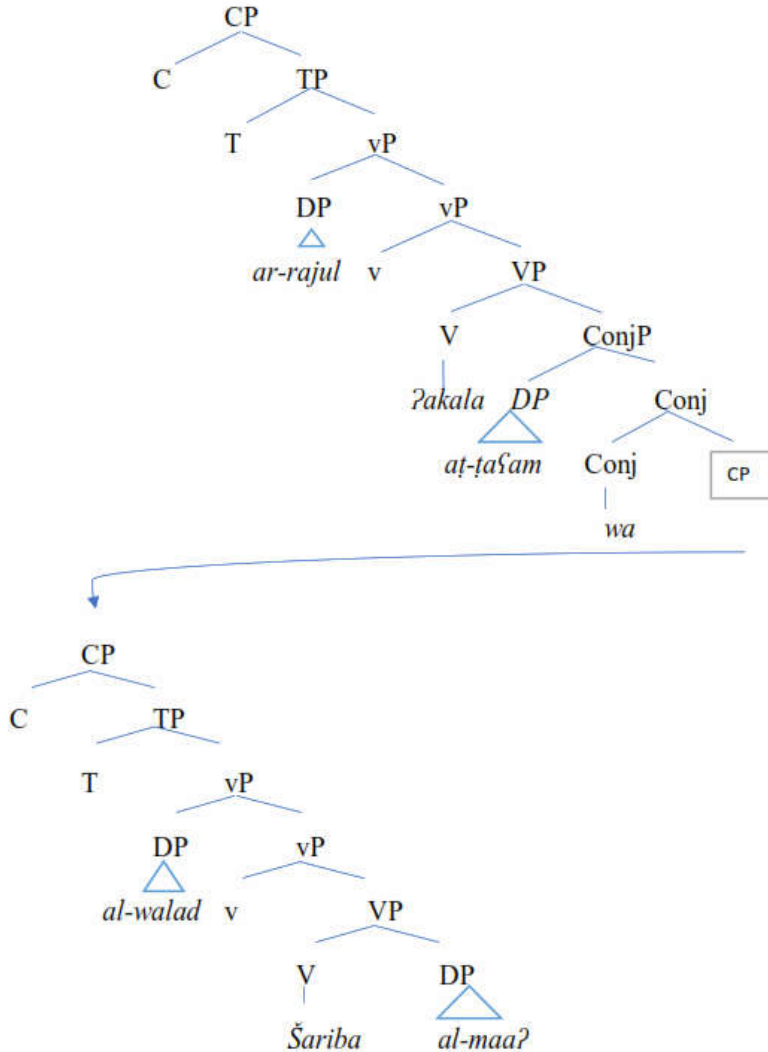 CP
C TP
T vP
DP vP
ar-rajul v VP
V ConjP
ʔakala DP Conj
aṭ-ṭaʕam Conj CP
wa
CP
C TP
T vP
DP vP
al-walad v VP
V DP
Šariba al-maaʔ